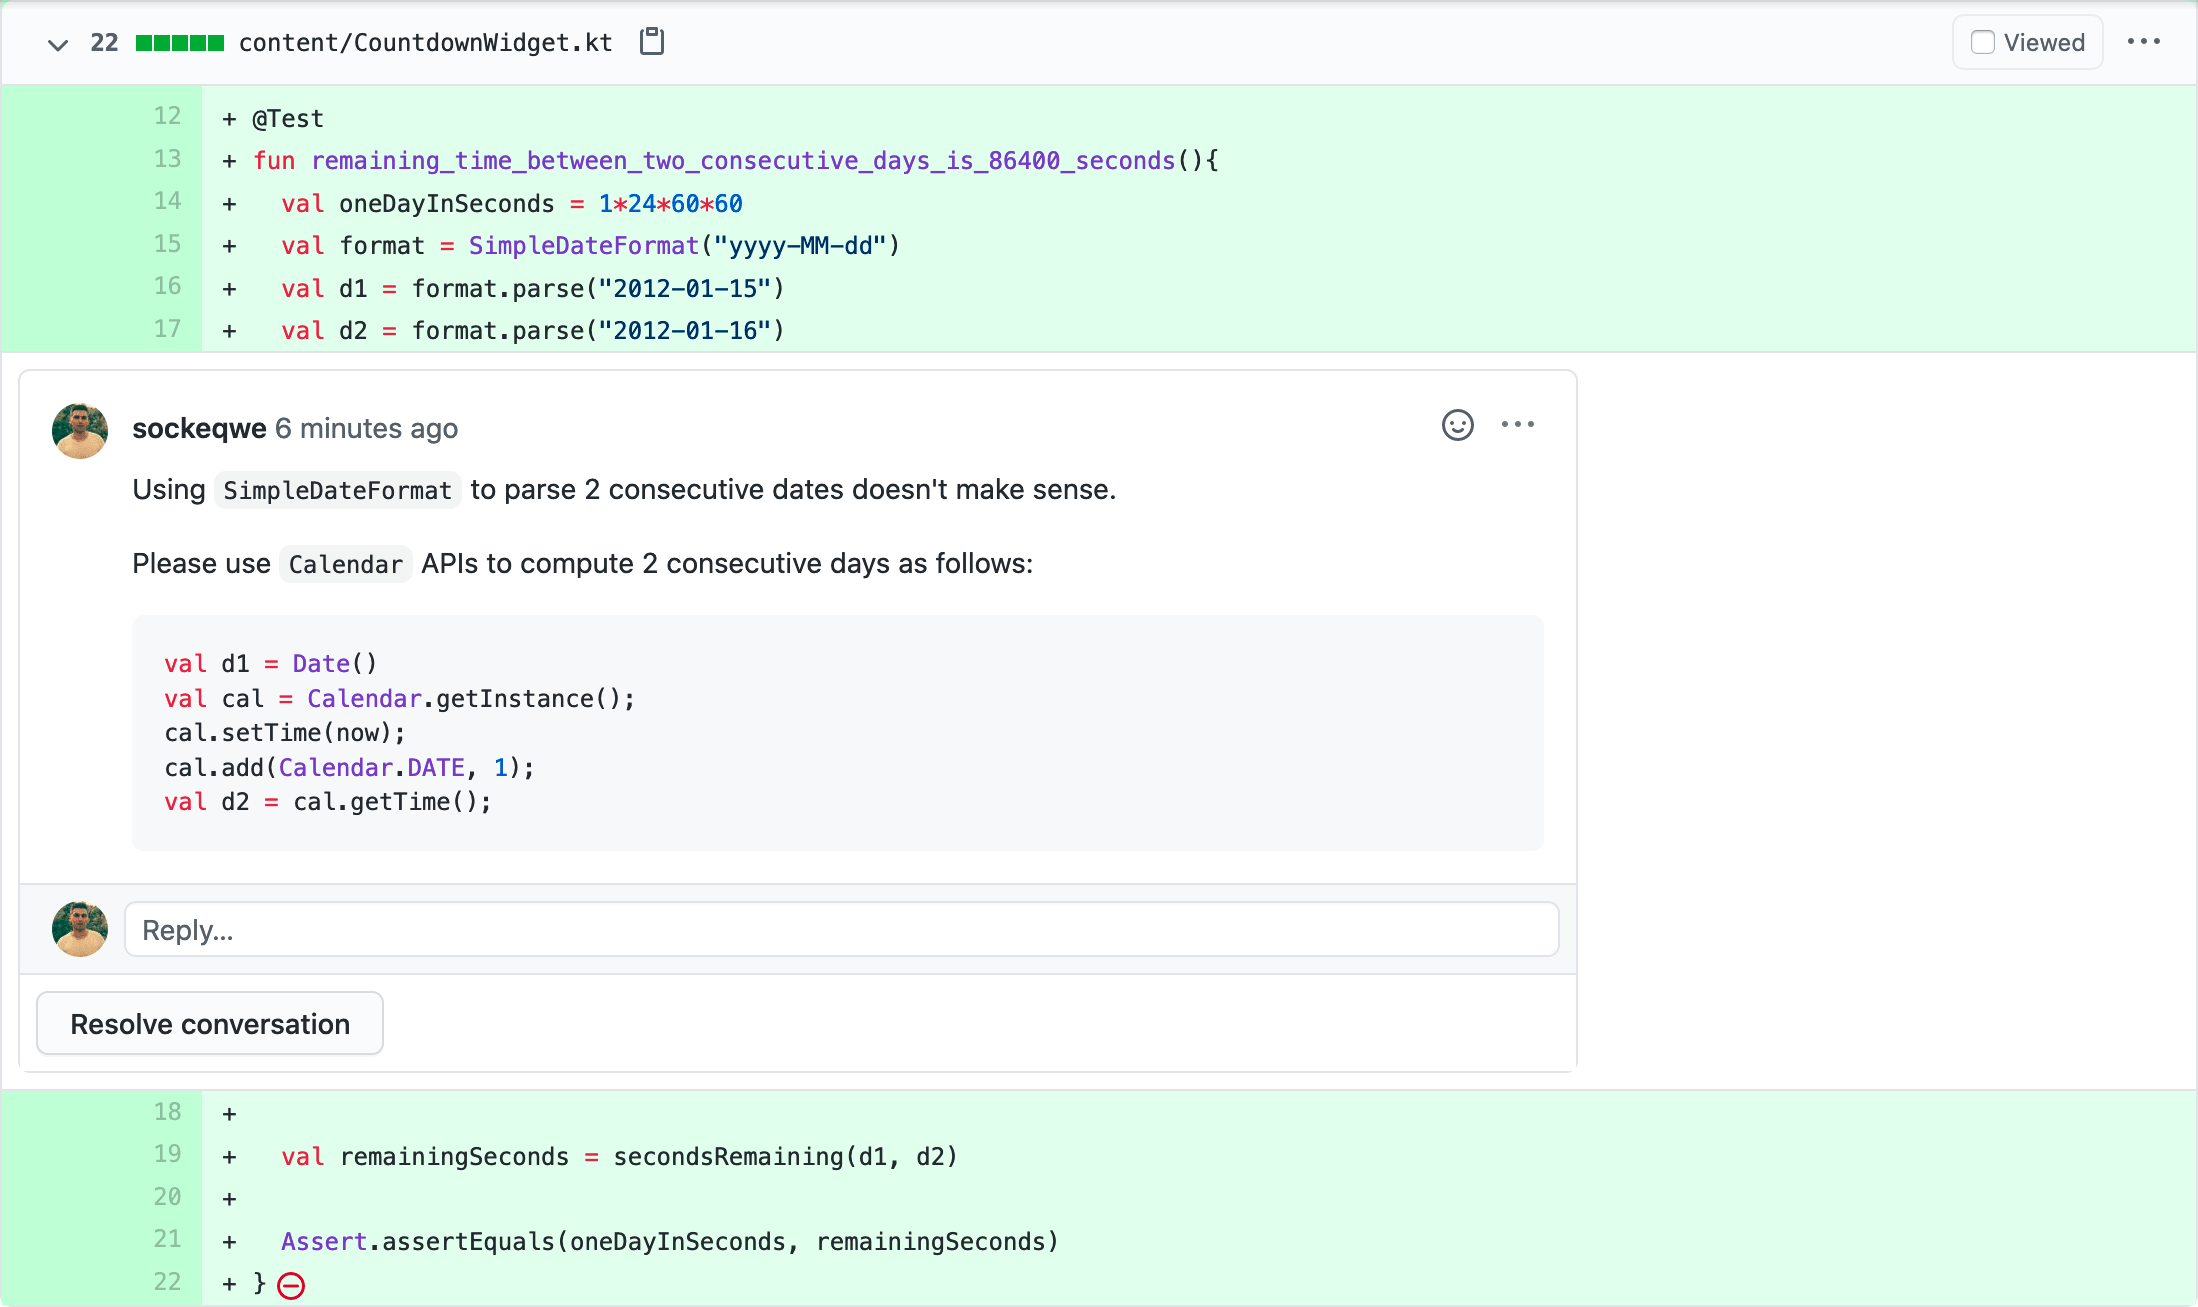 22 content/CountdownWidget.kt Viewed
12 + @Test
13 + fun remaining_time_between_two_consecutive_days_is_86400_seconds(){
14 +   val oneDayInSeconds = 1*24*60*60
15 +   val format = SimpleDateFormat("yyyy-MM-dd")
16 +   val d1 = format.parse("2012-01-15")
17 +   val d2 = format.parse("2012-01-16")
sockeqwe 6 minutes ago
Using SimpleDateFormat to parse 2 consecutive dates doesn't make sense.
Please use Calendar APIs to compute 2 consecutive days as follows:
val d1 = Date()
val cal = Calendar.getInstance();
cal.setTime(now);
cal.add(Calendar.DATE, 1);
val d2 = cal.getTime();
Reply...
Resolve conversation
18 +
19 +   val remainingSeconds = secondsRemaining(d1, d2)
20 +
21 +   Assert.assertEquals(oneDayInSeconds, remainingSeconds)
22 + }